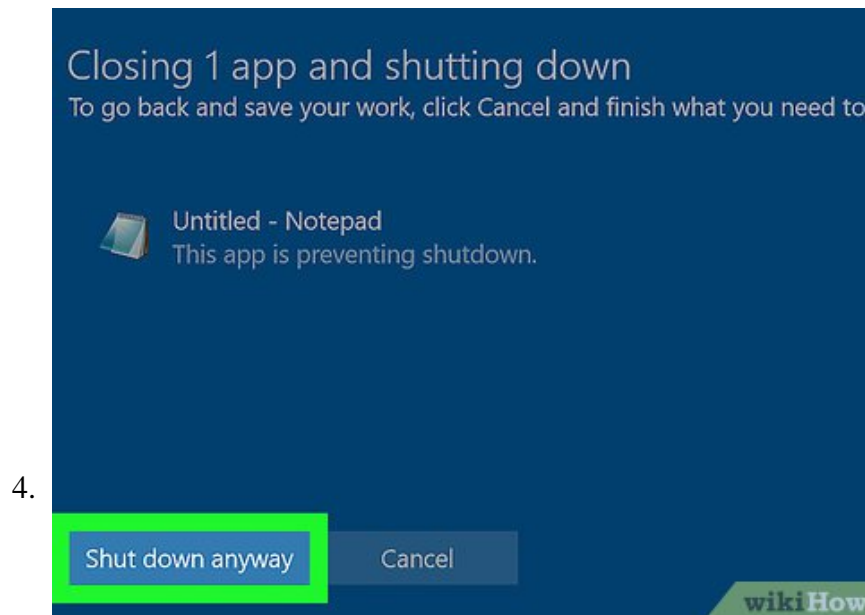 Closing 1 app and shutting down
To go back and save your work, click Cancel and finish what you need to
Untitled - Notepad
This app is preventing shutdown.
4.
Shut down anyway
Cancel
wikiHow